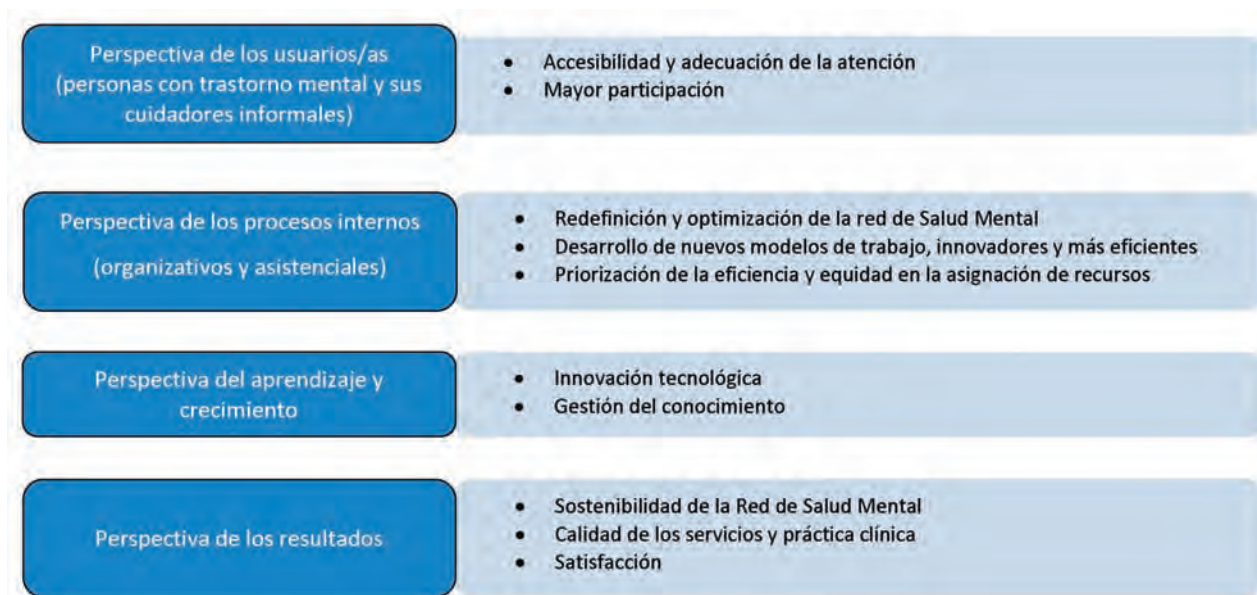 Perspectiva de los usuarios/as
(personas con trastorno mental y sus
cuidadores informales)
• Accesibilidad y adecuación de la atención
• Mayor participación
Perspectiva de los procesos internos
(organizativos y asistenciales)
• Redefinición y optimización de la red de Salud Mental
• Desarrollo de nuevos modelos de trabajo, innovadores y más eficientes
• Priorización de la eficiencia y equidad en la asignación de recursos
Perspectiva del aprendizaje y
crecimiento
• Innovación tecnológica
• Gestión del conocimiento
Perspectiva de los resultados
• Sostenibilidad de la Red de Salud Mental
• Calidad de los servicios y práctica clínica
• Satisfacción